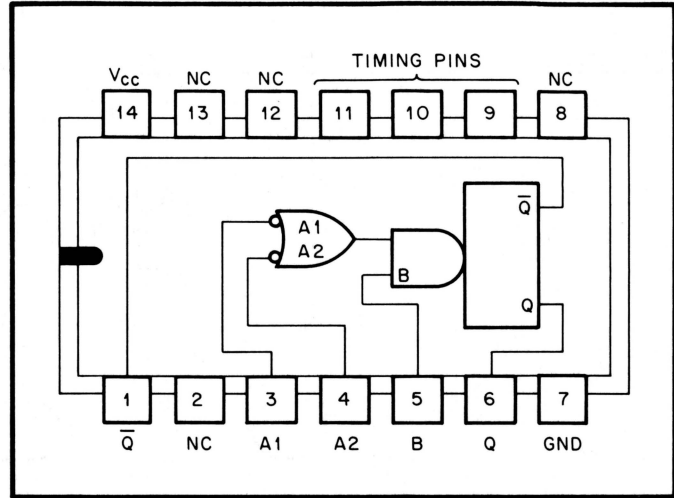 TIMING PINS
VCC NC NC NC
14 13 12 11 10 9 8
Q̅
A1
A2
B
Q
1 2 3 4 5 6 7
Q̅ NC A1 A2 B Q GND